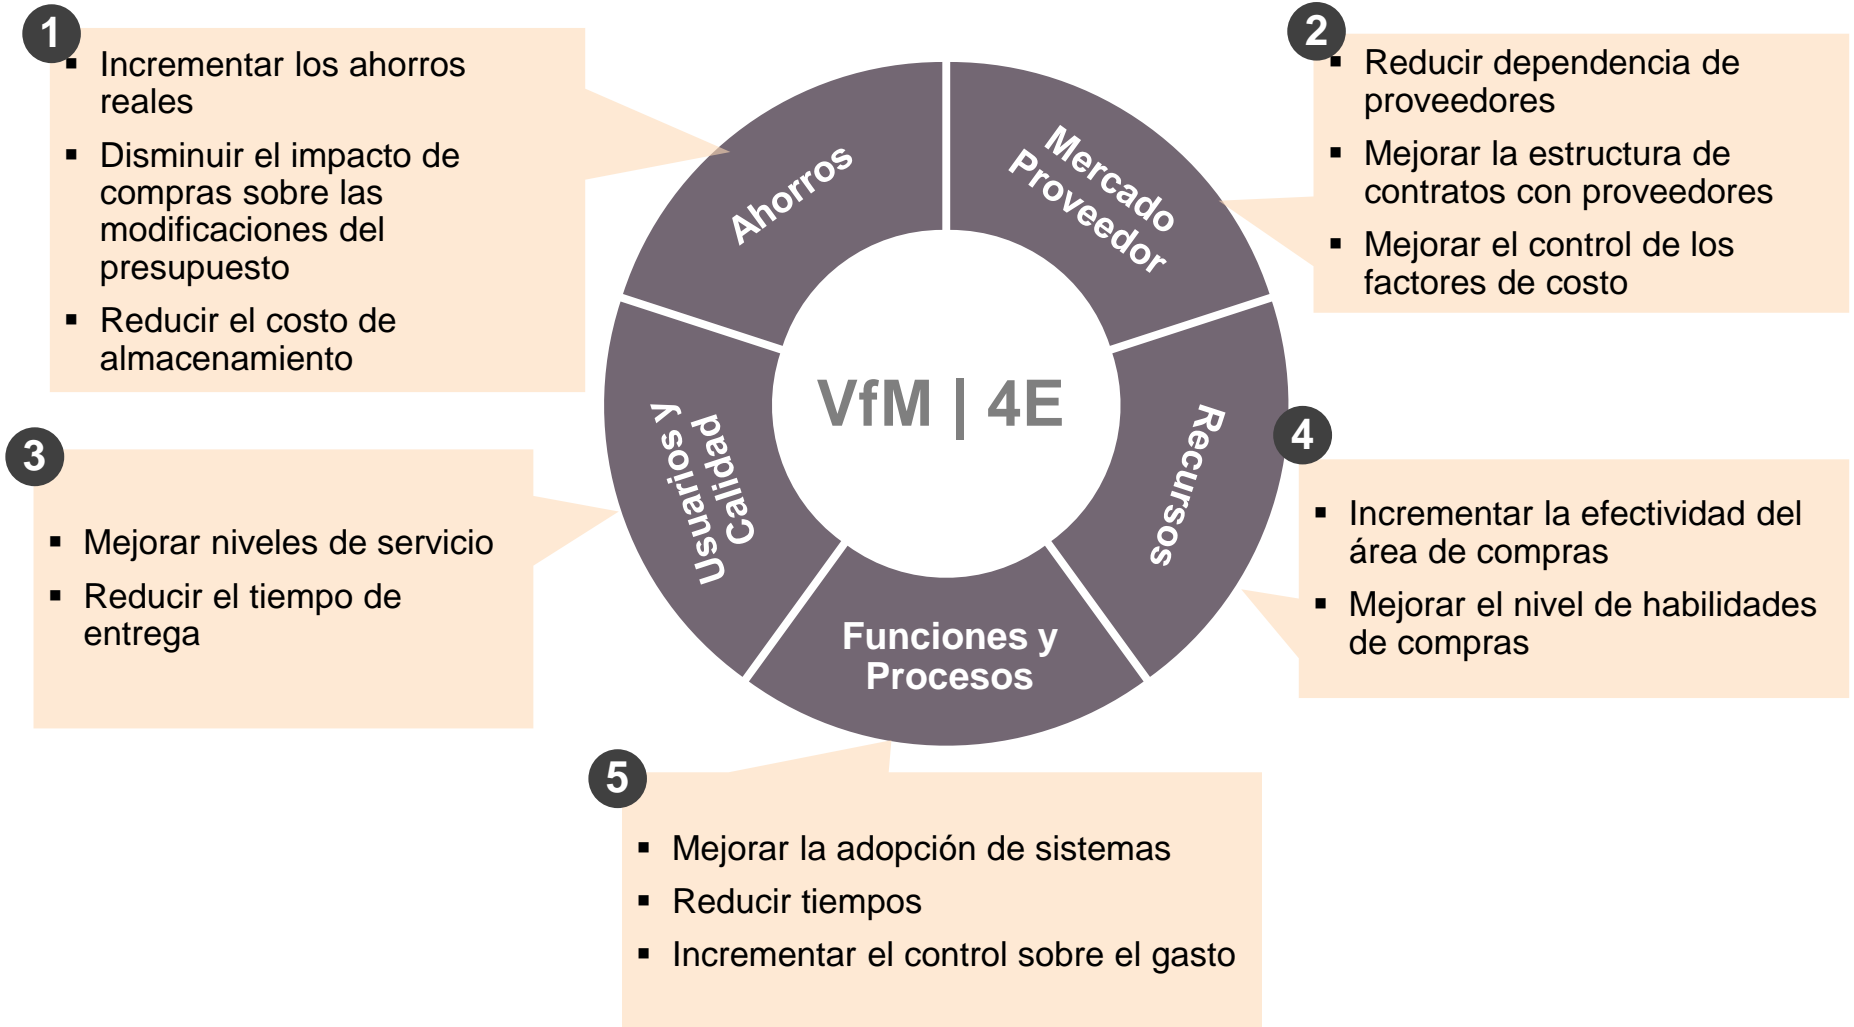 1
▪ Incrementar los ahorros
reales
▪ Disminuir el impacto de
compras sobre las
modificaciones del
presupuesto
▪ Reducir el costo de
almacenamiento
2
▪ Reducir dependencia de
proveedores
▪ Mejorar la estructura de
contratos con proveedores
▪ Mejorar el control de los
factores de costo
Ahorros
Mercado
Proveedor
VfM | 4E
Usuarios y
Calidad
Recursos
Funciones y
Procesos
3
▪ Mejorar niveles de servicio
▪ Reducir el tiempo de
entrega
4
▪ Incrementar la efectividad del
área de compras
▪ Mejorar el nivel de habilidades
de compras
5
▪ Mejorar la adopción de sistemas
▪ Reducir tiempos
▪ Incrementar el control sobre el gasto